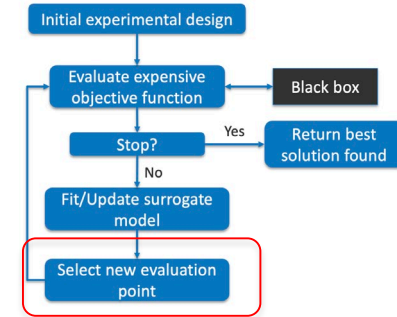 Initial experimental design
Evaluate expensive
objective function
Black box
Stop?
Yes
Return best
solution found
No
Fit/Update surrogate
model
Select new evaluation
point